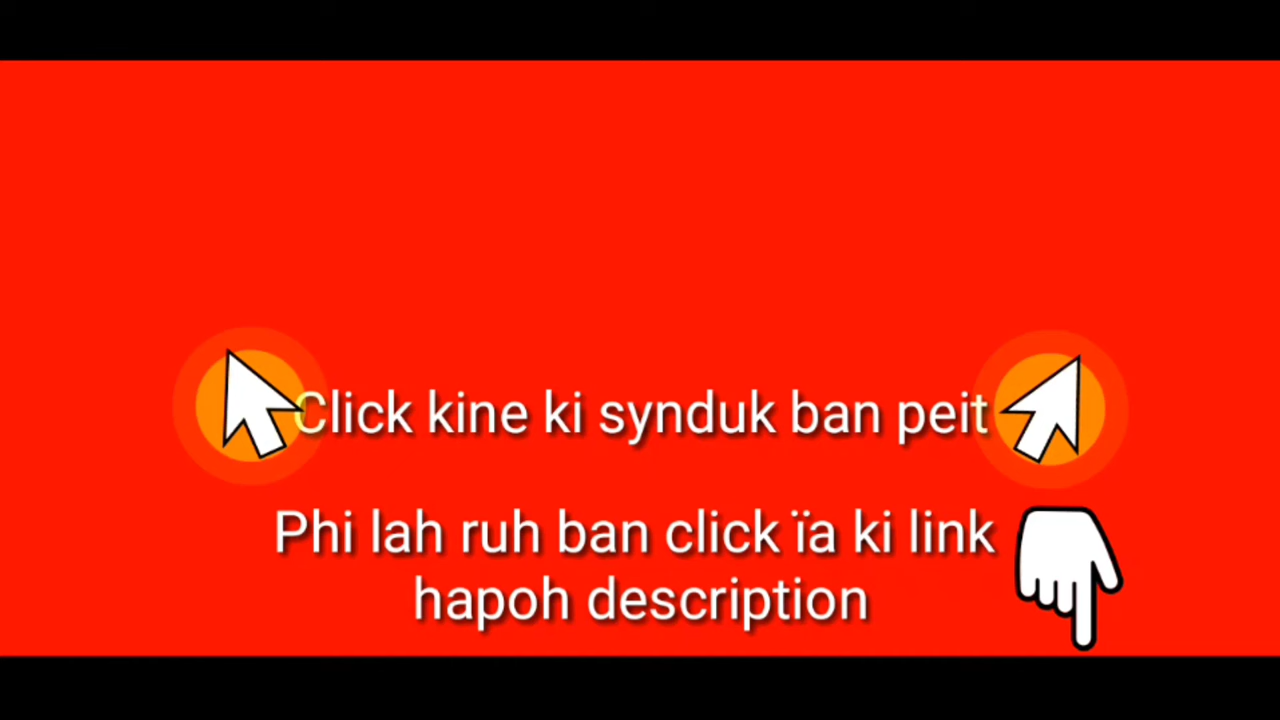 Click kine ki synduk ban peit
Phi lah ruh ban click ïa ki link
hapoh description